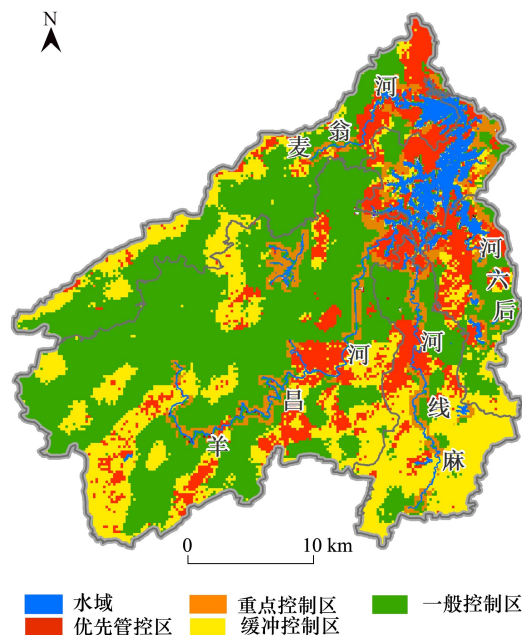 N
麦翁河
河六后
羊昌河
麻线河
0 10 km
水域
重点控制区
一般控制区
优先管控区
缓冲控制区